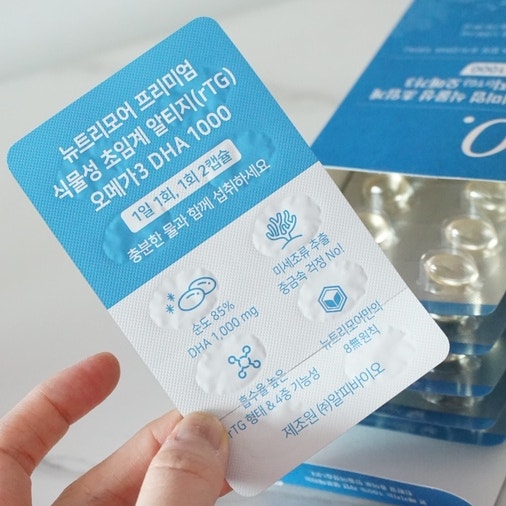 뉴트리모어 프리미엄
식물성 초임계 알티지(rTG)
오메가3 DHA 1000
1일 1회, 1회 2캡슐
충분한 물과 함께 섭취하세요
순도 85%
DHA 1,000 mg
미세조류 추출
중금속 걱정 No!
흡수율 높은
rTG 형태 & 4중 기능성
뉴트리모어만의
8無원칙
제조원 (주)알피바이오